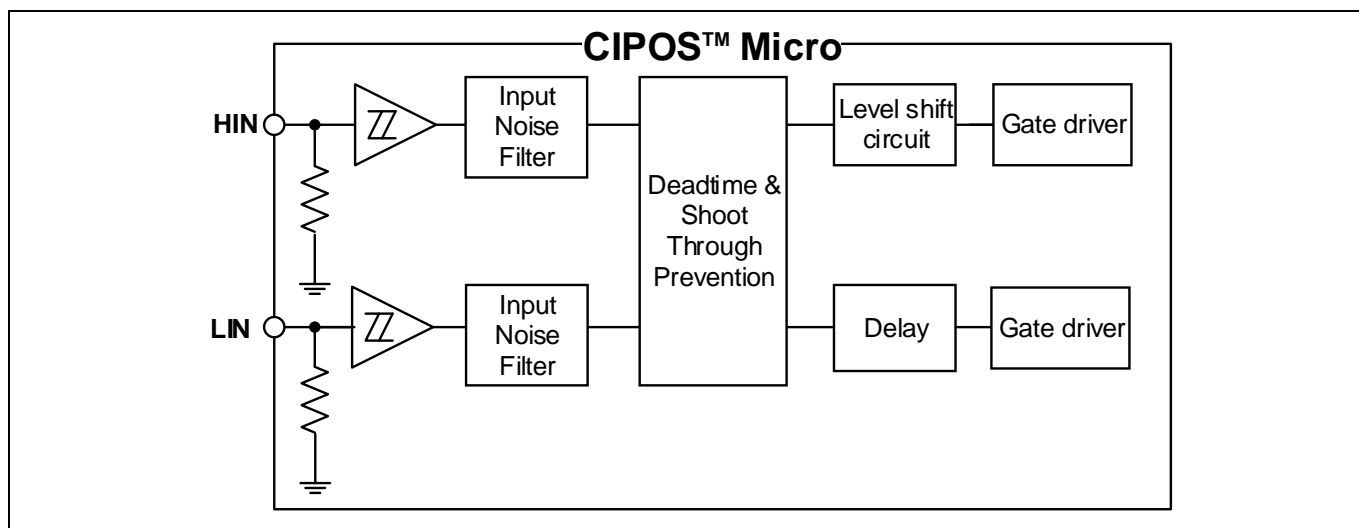 CIPOS™ Micro
HIN
Input
Noise
Filter
Deadtime &
Shoot
Through
Prevention
Level shift
circuit
Gate driver
LIN
Input
Noise
Filter
Delay
Gate driver